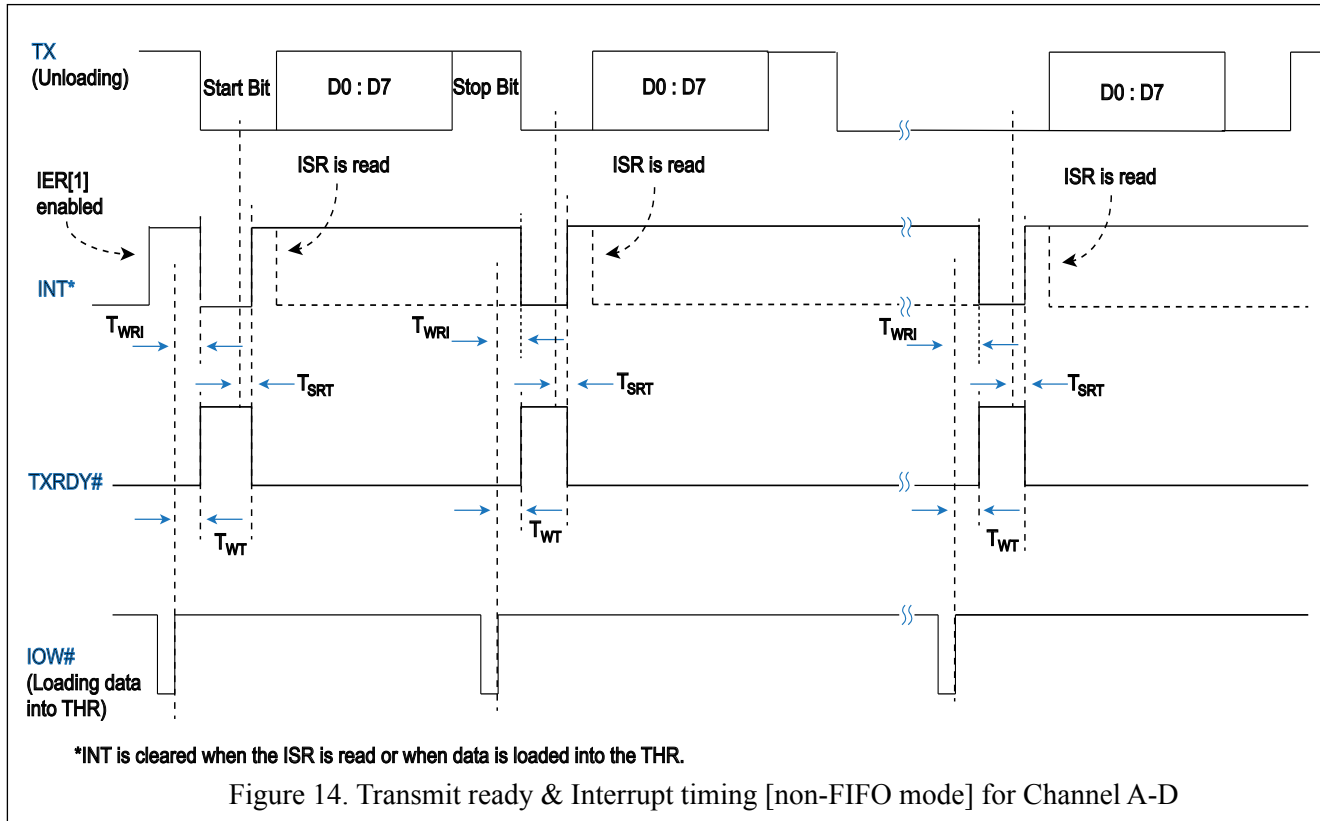 TX
(Unloading)
Start Bit
D0 : D7
Stop Bit
D0 : D7
D0 : D7
IER[1]
enabled
ISR is read
ISR is read
ISR is read
INT*
TWRI
TWRI
TWRI
TSRT
TSRT
TSRT
TXRDY#
TWT
TWT
TWT
IOW#
(Loading data
into THR)
*INT is cleared when the ISR is read or when data is loaded into the THR.
Figure 14. Transmit ready & Interrupt timing [non-FIFO mode] for Channel A-D